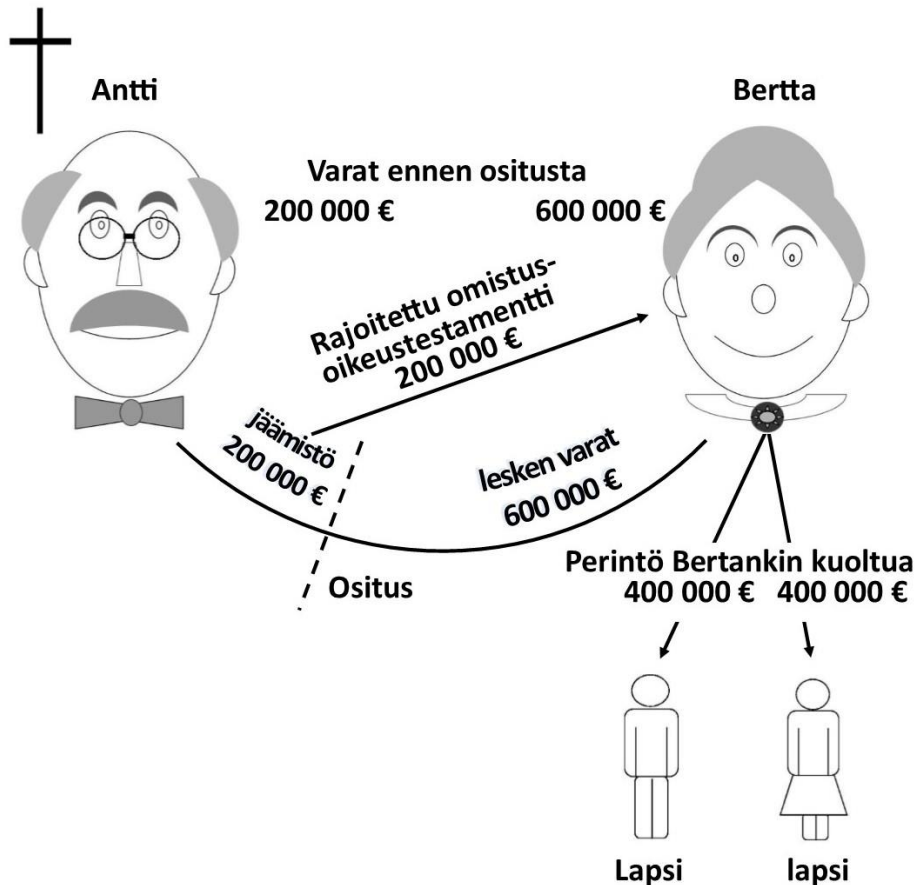 Antti
Bertta
Varat ennen ositusta
200 000 €
600 000 €
Rajoitettu omistus-
oikeustestamentti
200 000 €
jäämistö
200 000 €
lesken varat
600 000 €
Ositus
Perintö Bertankin kuoltua
400 000 €
400 000 €
Lapsi
lapsi